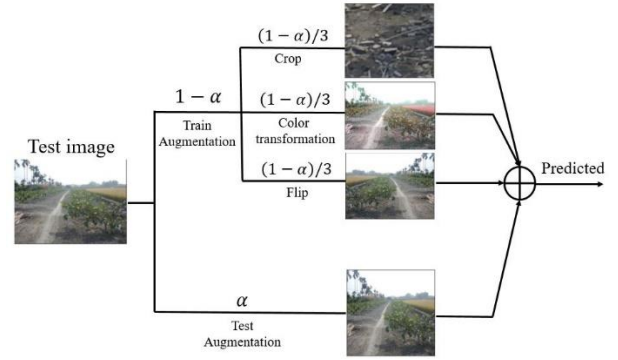 (1 − α)/3
Crop
1 − α
Train
Augmentation
(1 − α)/3
Color
transformation
Test image
(1 − α)/3
Flip
Predicted
α
Test
Augmentation